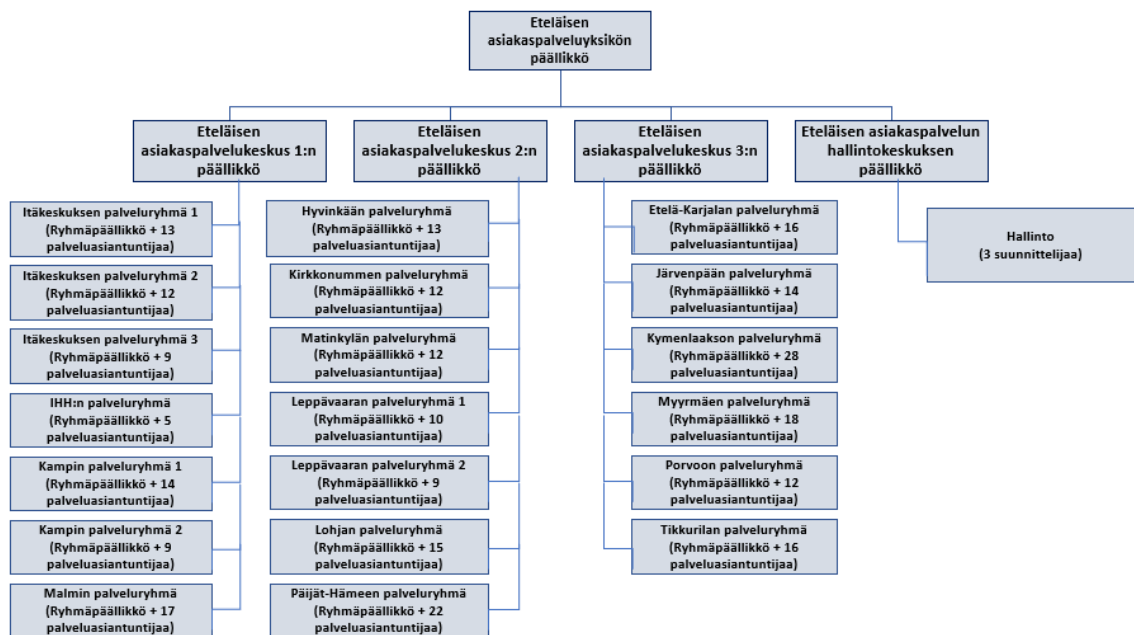 Eteläisen
asiakaspalveluyksikön
päällikkö
Eteläisen
asiakaspalvelukeskus 1:n
päällikkö
Eteläisen
asiakaspalvelukeskus 2:n
päällikkö
Eteläisen
asiakaspalvelukeskus 3:n
päällikkö
Eteläisen asiakaspalvelun
hallintokeskuksen
päällikkö
Itäkeskuksen palveluryhmä 1
(Ryhmäpäällikkö + 13
palveluasiantuntijaa)
Itäkeskuksen palveluryhmä 2
(Ryhmäpäällikkö + 12
palveluasiantuntijaa)
Itäkeskuksen palveluryhmä 3
(Ryhmäpäällikkö + 9
palveluasiantuntijaa)
IHH:n palveluryhmä
(Ryhmäpäällikkö + 5
palveluasiantuntijaa)
Kampin palveluryhmä 1
(Ryhmäpäällikkö + 14
palveluasiantuntijaa)
Kampin palveluryhmä 2
(Ryhmäpäällikkö + 9
palveluasiantuntijaa)
Malmin palveluryhmä
(Ryhmäpäällikkö + 17
palveluasiantuntijaa)
Hyvinkään palveluryhmä
(Ryhmäpäällikkö + 13
palveluasiantuntijaa)
Kirkkonummen palveluryhmä
(Ryhmäpäällikkö + 12
palveluasiantuntijaa)
Matinkylän palveluryhmä
(Ryhmäpäällikkö + 12
palveluasiantuntijaa)
Leppävaaran palveluryhmä 1
(Ryhmäpäällikkö + 10
palveluasiantuntijaa)
Leppävaaran palveluryhmä 2
(Ryhmäpäällikkö + 9
palveluasiantuntijaa)
Lohjan palveluryhmä
(Ryhmäpäällikkö + 15
palveluasiantuntijaa)
Päijät-Hämeen palveluryhmä
(Ryhmäpäällikkö + 22
palveluasiantuntijaa)
Etelä-Karjalan palveluryhmä
(Ryhmäpäällikkö + 16
palveluasiantuntijaa)
Järvenpään palveluryhmä
(Ryhmäpäällikkö + 14
palveluasiantuntijaa)
Kymenlaakson palveluryhmä
(Ryhmäpäällikkö + 28
palveluasiantuntijaa)
Myyrmäen palveluryhmä
(Ryhmäpäällikkö + 18
palveluasiantuntijaa)
Porvoon palveluryhmä
(Ryhmäpäällikkö + 12
palveluasiantuntijaa)
Tikkurilan palveluryhmä
(Ryhmäpäällikkö + 16
palveluasiantuntijaa)
Hallinto
(3 suunnittelijaa)